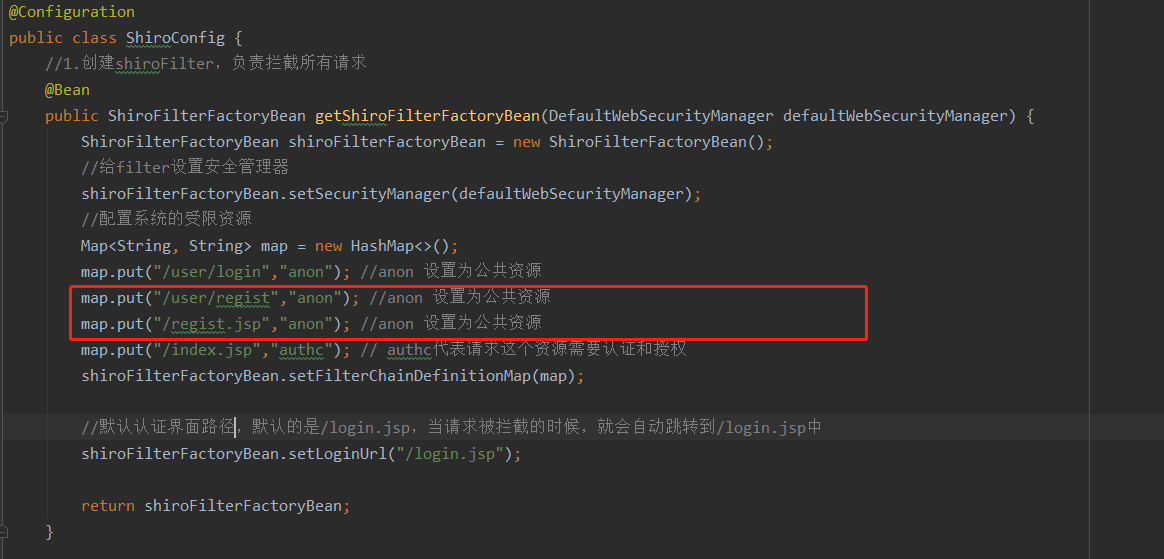 @Configuration
public class ShiroConfig {
//1.创建shiroFilter，负责拦截所有请求
@Bean
public ShiroFilterFactoryBean getShiroFilterFactoryBean(DefaultWebSecurityManager defaultWebSecurityManager) {
ShiroFilterFactoryBean shiroFilterFactoryBean = new ShiroFilterFactoryBean();
//给filter设置安全管理器
shiroFilterFactoryBean.setSecurityManager(defaultWebSecurityManager);
//配置系统的受限资源
Map<String, String> map = new HashMap<>();
map.put("/user/login","anon"); //anon 设置为公共资源
map.put("/user/regist","anon"); //anon 设置为公共资源
map.put("/regist.jsp","anon"); //anon 设置为公共资源
map.put("/index.jsp","authc"); // authc代表请求这个资源需要认证和授权
shiroFilterFactoryBean.setFilterChainDefinitionMap(map);
//默认认证界面路径，默认的是/login.jsp，当请求被拦截的时候，就会自动跳转到/login.jsp中
shiroFilterFactoryBean.setLoginUrl("/login.jsp");
return shiroFilterFactoryBean;
}